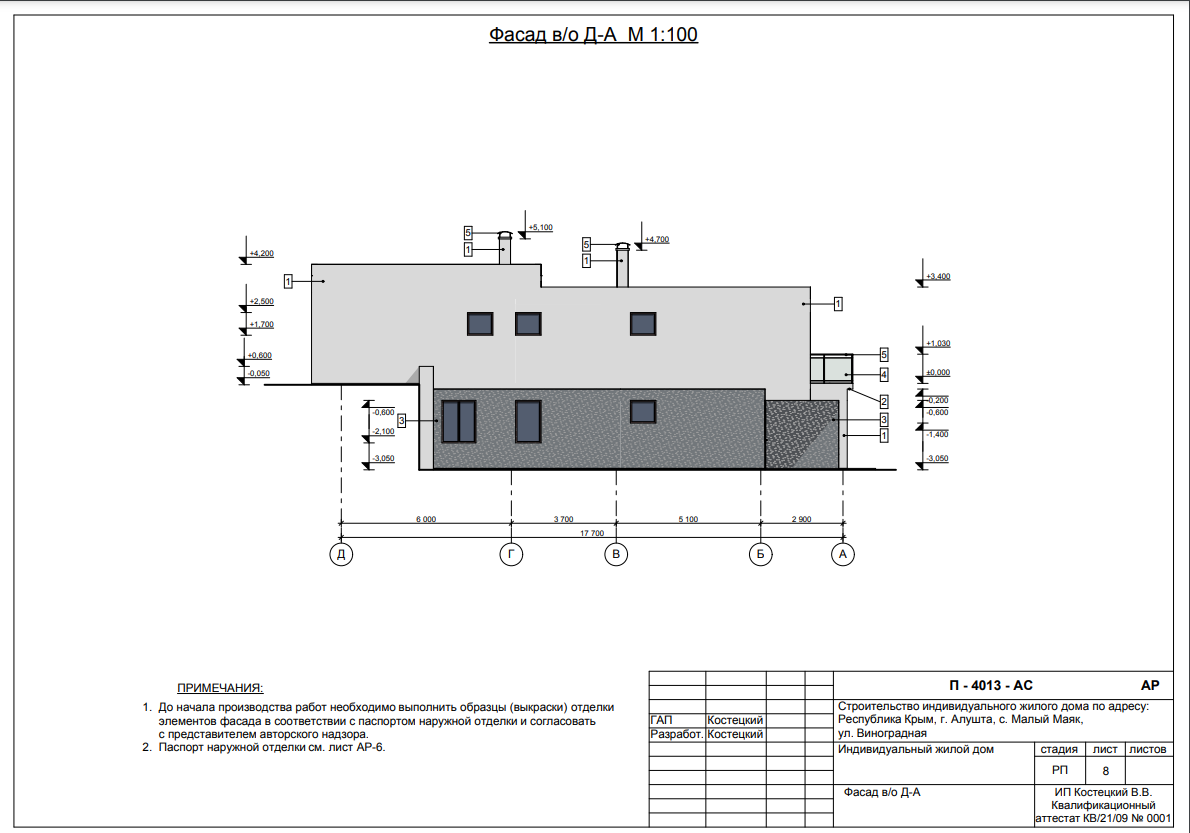 Фасад в/о Д-А М 1:100
+5,100
5
1
+4,700
5
1
+4,200
1
+2,500
+1,700
+0,600
-0,050
+3,400
1
+1,030
5
±0,000
4
-0,200
2
-0,600
3
-1,400
1
-3,050
-0,600
3
-2,100
-3,050
6 000
3 700
5 100
2 900
17 700
Д
Г
В
Б
А
ПРИМЕЧАНИЯ:
1. До начала производства работ необходимо выполнить образцы (выкраски) отделки
элементов фасада в соответствии с паспортом наружной отделки и согласовать
с представителем авторского надзора.
2. Паспорт наружной отделки см. лист АР-6.
П - 4013 - АС АР
Строительство индивидуального жилого дома по адресу:
Республика Крым, г. Алушта, с. Малый Маяк,
ул. Виноградная
ГАП Костецкий
Разработ. Костецкий
Индивидуальный жилой дом
стадия лист листов
РП 8
Фасад в/о Д-А
ИП Костецкий В.В.
Квалификационный
аттестат КВ/21/09 № 0001